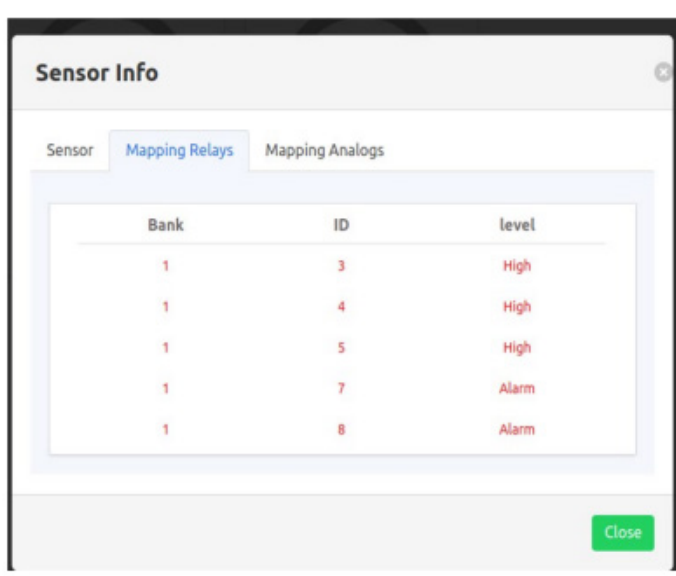 Sensor Info
Sensor Mapping Relays Mapping Analogs
Bank ID level
1 3 High
1 4 High
1 5 High
1 7 Alarm
1 8 Alarm
Close